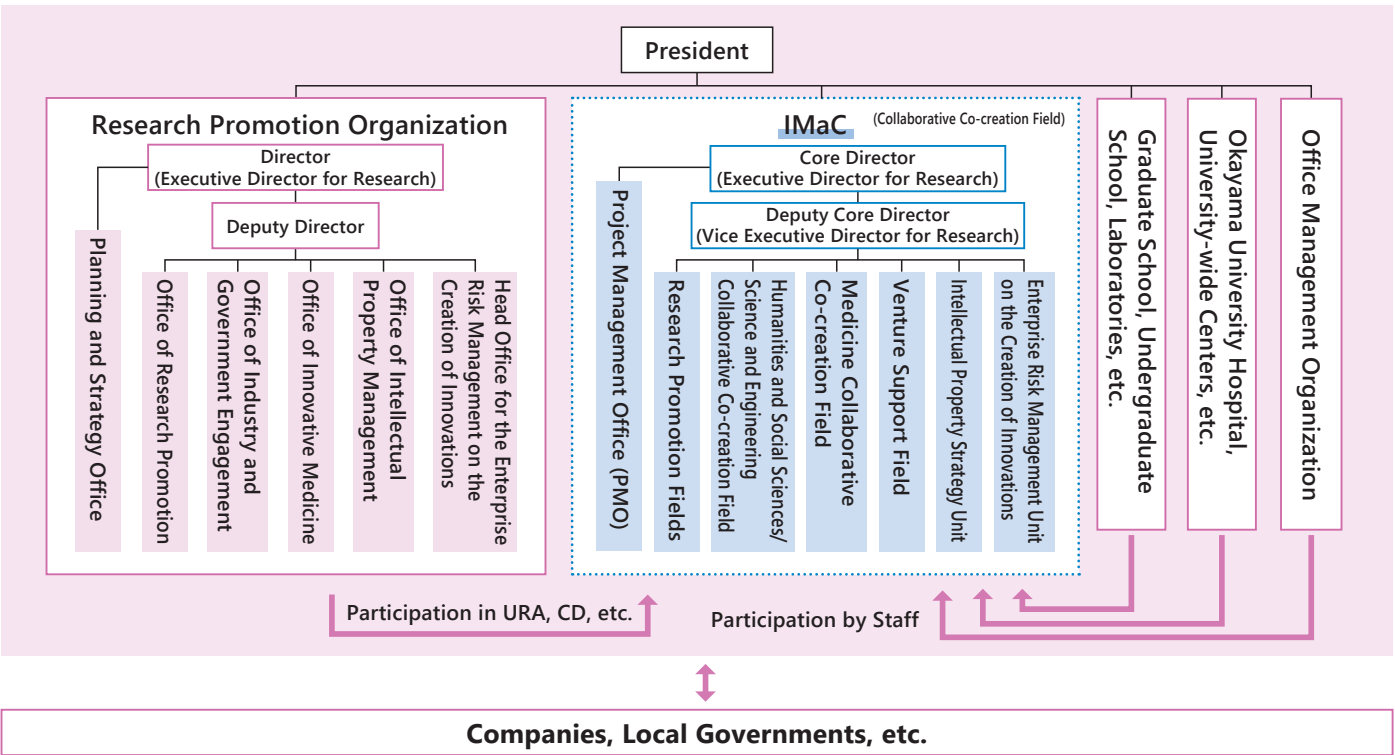 President
Research Promotion Organization
Director
(Executive Director for Research)
Deputy Director
Planning and Strategy Office
Office of Research Promotion
Office of Industry and
Government Engagement
Office of Innovative Medicine
Office of Intellectual
Property Management
Head Office for the Enterprise
Risk Management on the
Creation of Innovations
IMaC (Collaborative Co-creation Field)
Core Director
(Executive Director for Research)
Deputy Core Director
(Vice Executive Director for Research)
Project Management Office (PMO)
Research Promotion Fields
Humanities and Social Sciences/
Science and Engineering
Collaborative Co-creation Field
Medicine Collaborative
Co-creation Field
Venture Support Field
Intellectual Property Strategy Unit
Enterprise Risk Management Unit
on the Creation of Innovations
Graduate School, Undergraduate
School, Laboratories, etc.
Okayama University Hospital,
University-wide Centers, etc.
Office Management Organization
Participation in URA, CD, etc.
Participation by Staff
Companies, Local Governments, etc.